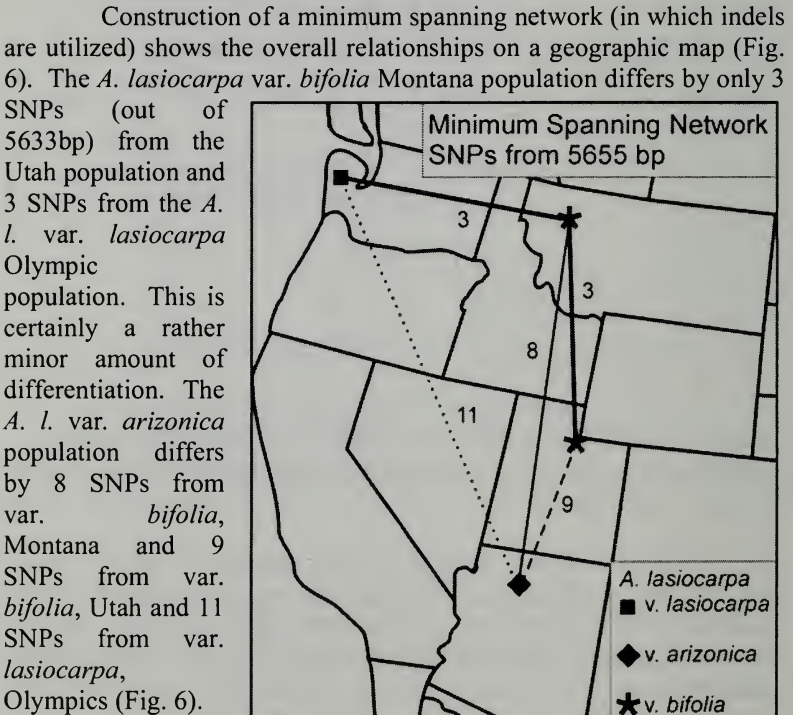 Construction of a minimum spanning network (in which indels
are utilized) shows the overall relationships on a geographic map (Fig.
6). The A. lasiocarpa var. bifolia Montana population differs by only 3
SNPs (out of
5633bp) from the
Utah population and
3 SNPs from the A.
l. var. lasiocarpa
Olympic
population. This is
certainly a rather
minor amount of
differentiation. The
A. l. var. arizonica
population differs
by 8 SNPs from
var. bifolia,
Montana and 9
SNPs from var.
bifolia, Utah and 11
SNPs from var.
lasiocarpa,
Olympics (Fig. 6).
Minimum Spanning Network
SNPs from 5655 bp
3
3
8
11
9
A. lasiocarpa
v. lasiocarpa
v. arizonica
v. bifolia